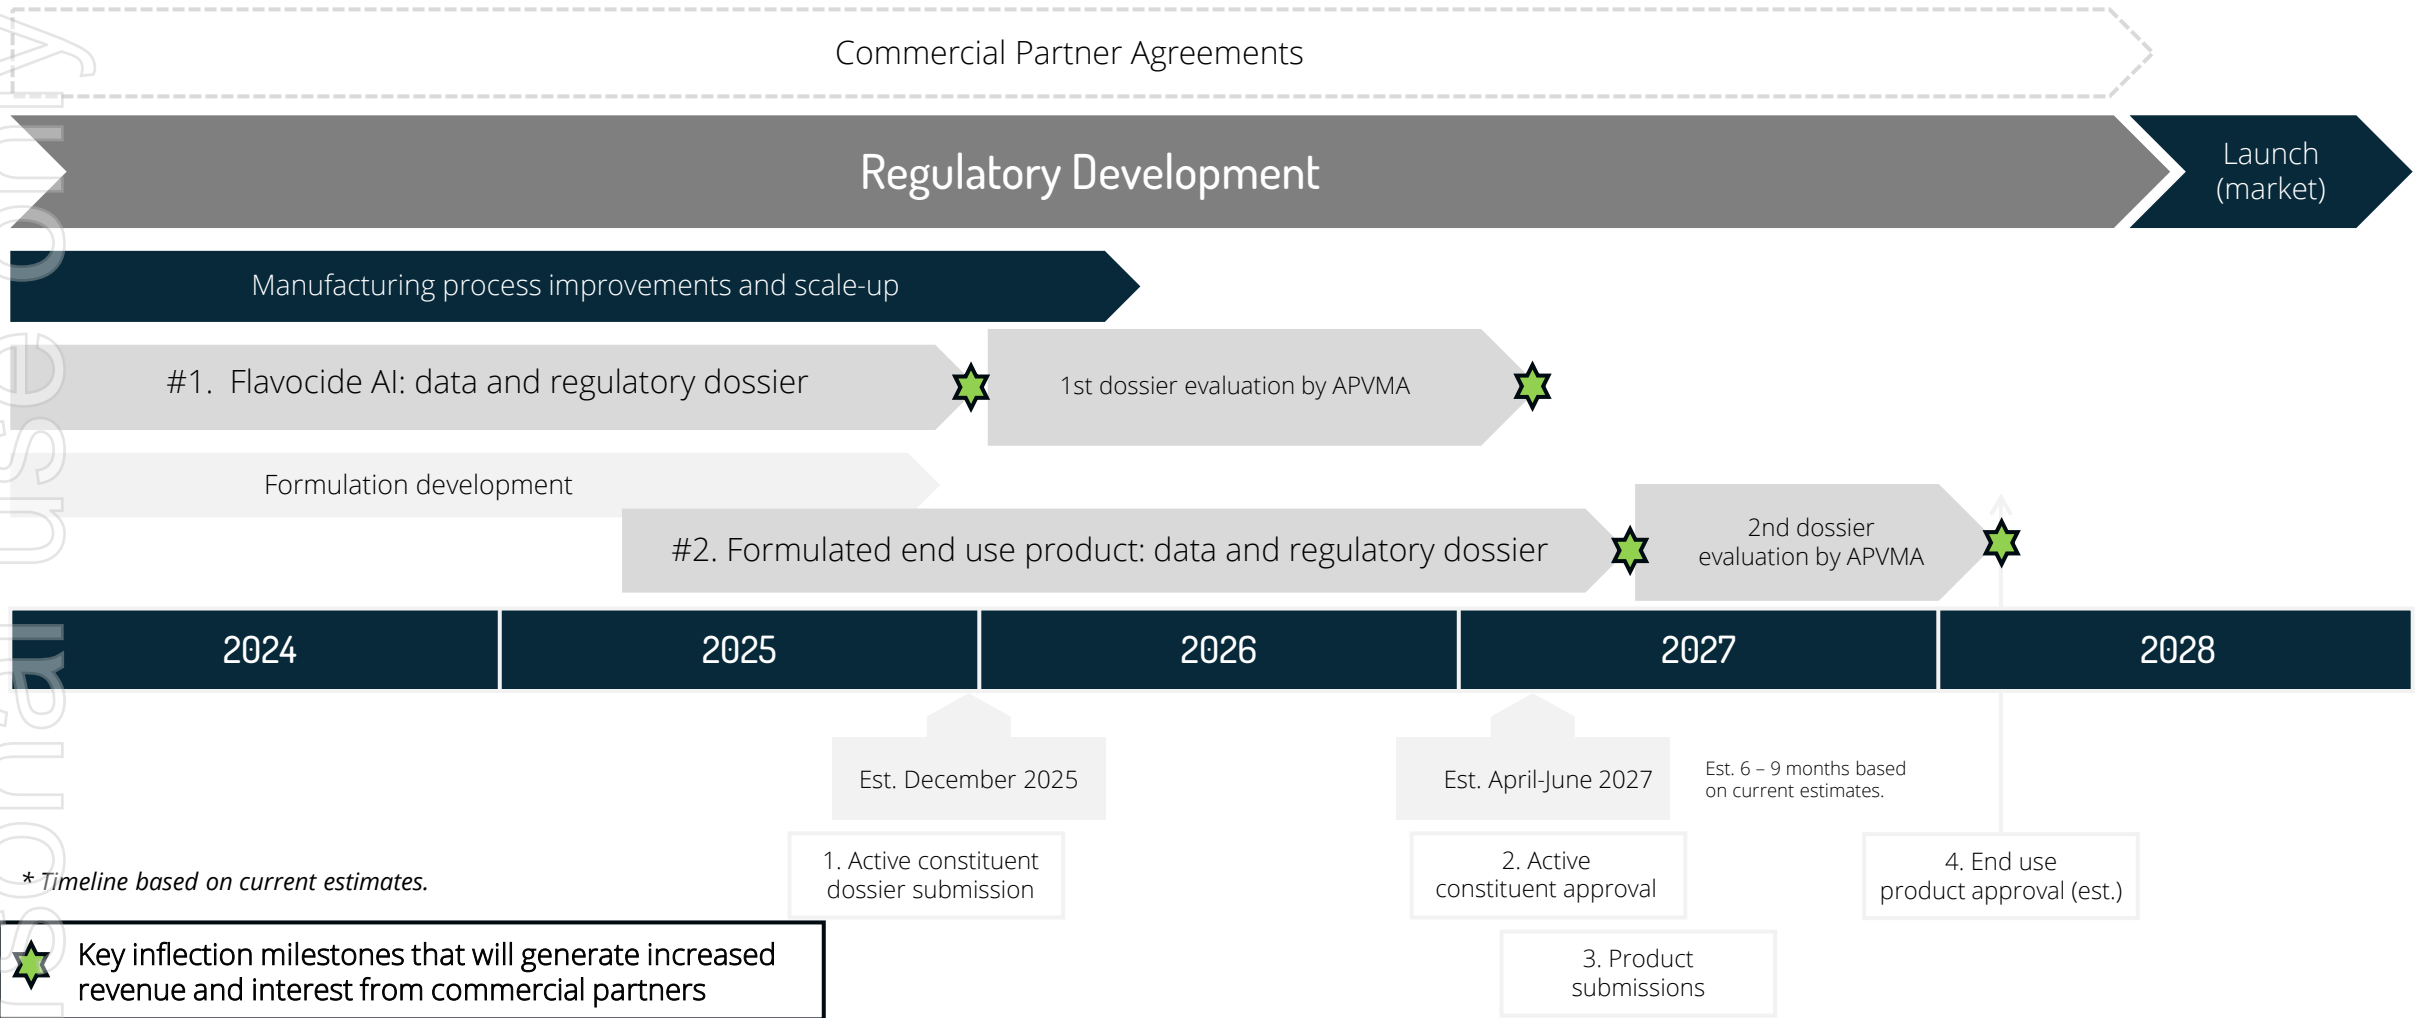 Commercial Partner Agreements
Regulatory Development
Launch
(market)
Manufacturing process improvements and scale-up
#1. Flavocide AI: data and regulatory dossier
1st dossier evaluation by APVMA
Formulation development
#2. Formulated end use product: data and regulatory dossier
2nd dossier
evaluation by APVMA
2024
2025
2026
2027
2028
Est. December 2025
Est. April-June 2027
Est. 6 – 9 months based
on current estimates.
1. Active constituent
dossier submission
2. Active
constituent approval
4. End use
product approval (est.)
3. Product
submissions
* Timeline based on current estimates.
Key inflection milestones that will generate increased
revenue and interest from commercial partners
use only